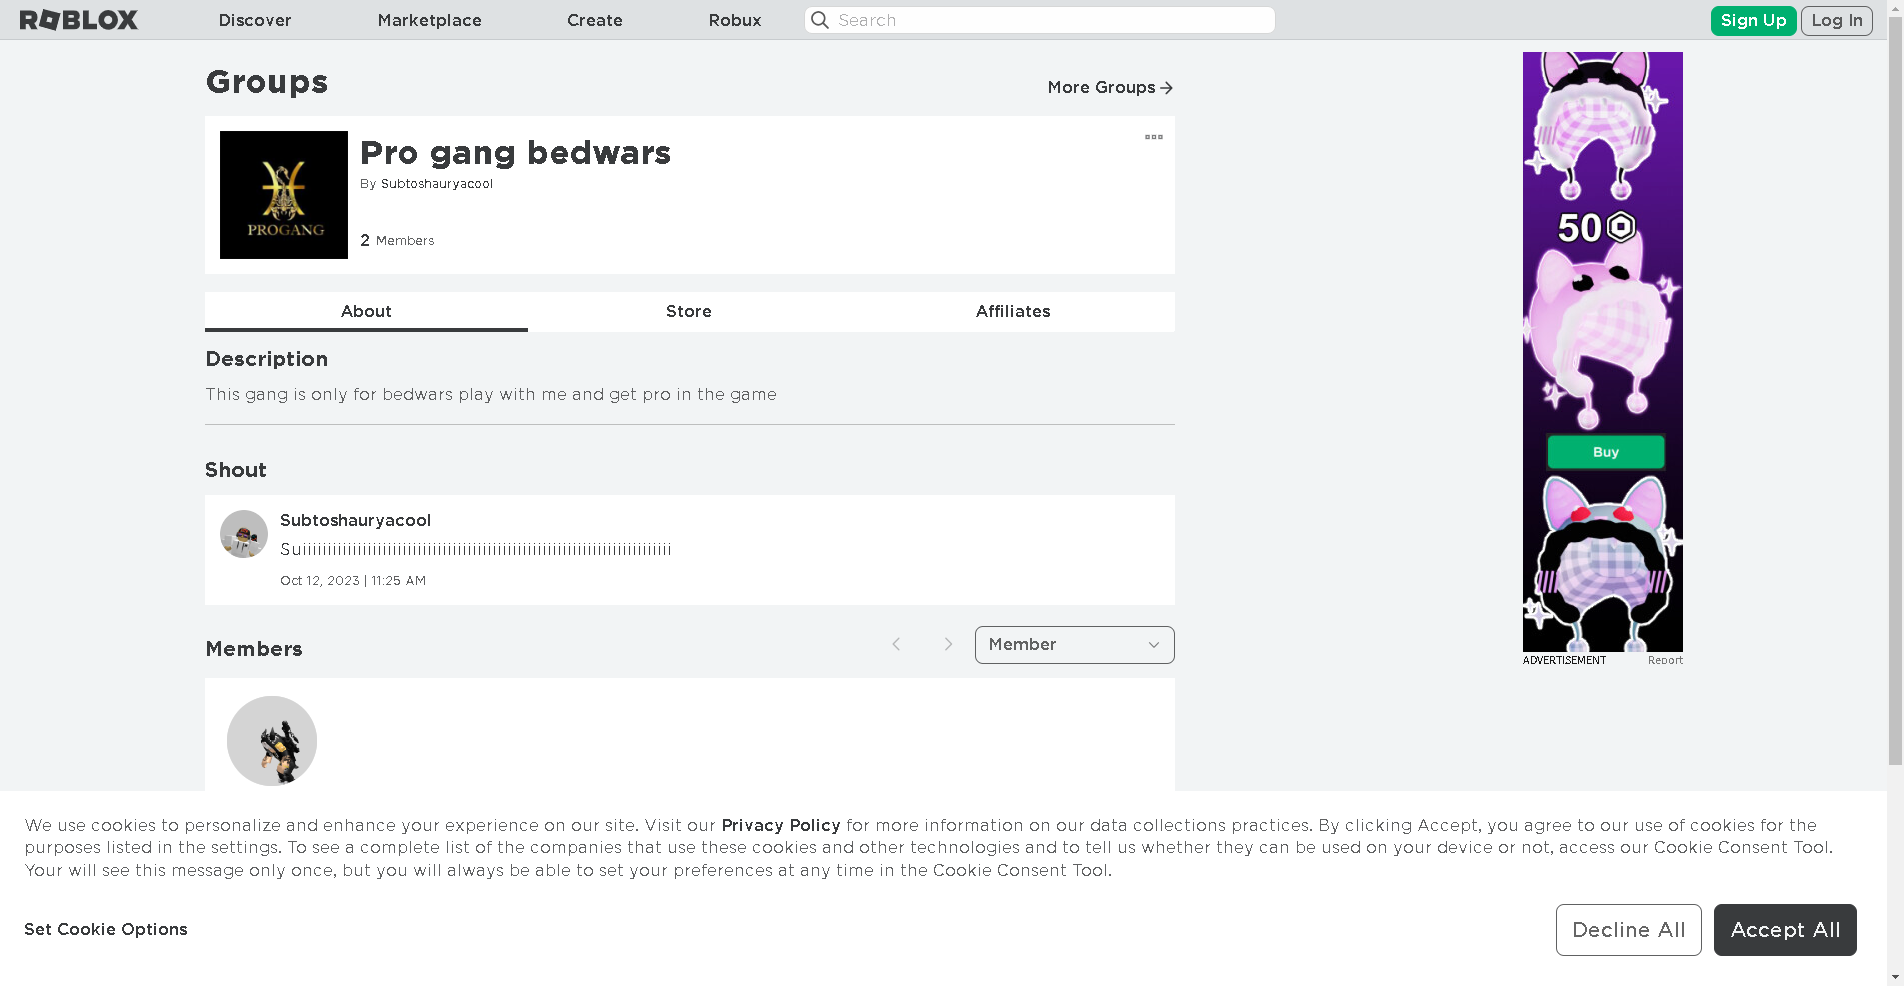 ROBLOX Discover Marketplace Create Robux Search Sign Up Log In
Groups
More Groups
Pro gang bedwars
By Subtoshauryacool
2 Members
PROGANG
About Store Affiliates
Description
This gang is only for bedwars play with me and get pro in the game
Shout
Subtoshauryacool
Suiiiiiiiiiiiiiiiiiiiiiiiiiiiiiiiiiiiiiiiiiiiiiiiiiiiiiiiiiiiiiiiiiiiiiiiiii
Oct 12, 2023 | 11:25 AM
Members
Member
50
Buy
ADVERTISEMENT Report
We use cookies to personalize and enhance your experience on our site. Visit our Privacy Policy for more information on our data collections practices. By clicking Accept, you agree to our use of cookies for the
purposes listed in the settings. To see a complete list of the companies that use these cookies and other technologies and to tell us whether they can be used on your device or not, access our Cookie Consent Tool.
Your will see this message only once, but you will always be able to set your preferences at any time in the Cookie Consent Tool.
Set Cookie Options
Decline All
Accept All